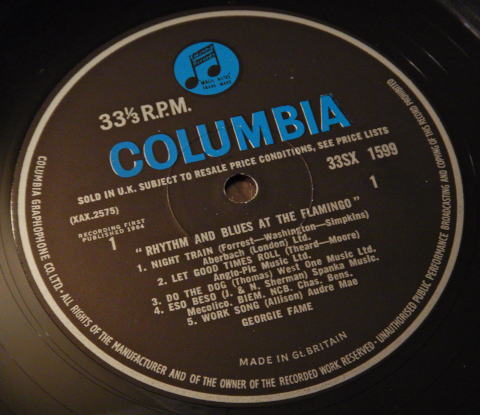 MAGIC NOTES
TRADE MARK
33⅓ R.P.M.
COLUMBIA
SOLD IN U.K. SUBJECT TO RESALE PRICE CONDITIONS, SEE PRICE LISTS
33SX 1599
(XAX.2575)
1
RECORDING FIRST
PUBLISHED 1964
1
"RHYTHM AND BLUES AT THE FLAMINGO"
1. NIGHT TRAIN (Forrest—Washington—Simpkins)
Aberbach (London) Ltd.
2. LET GOOD TIMES ROLL (Theard—Moore)
Anglo-Pic Music Ltd.
3. DO THE DOG (Thomas) West One Music Ltd.
4. ESO BESO (J. & N. Sherman) Spanka Music.
Mecolico. BIEM. NCB. Chas. Bens.
5. WORK SONG (Allison) Audre Mae
GEORGIE FAME
MADE IN Gt. BRITAIN
COLUMBIA GRAPHOPHONE CO. LTD. ALL RIGHTS OF THE MANUFACTURER AND OF THE OWNER OF THE RECORDED WORK RESERVED - UNAUTHORISED PUBLIC PERFORMANCE BROADCASTING AND COPYING OF THIS RECORD PROHIBITED